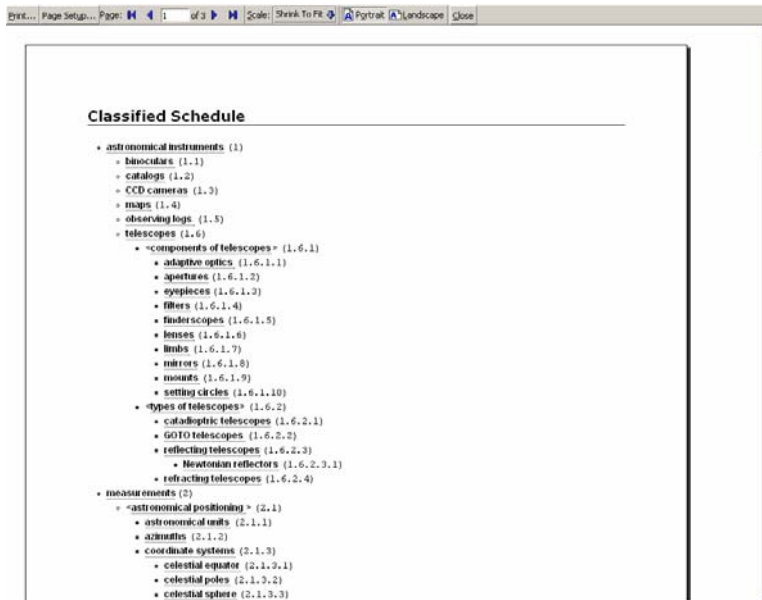 Print... Page Setup... Page: 1 of 3 Scale: Shrink To Fit Portrait Landscape Close
Classified Schedule
• astronomical instruments (1)
◦ binoculars (1.1)
◦ catalogs (1.2)
◦ CCD cameras (1.3)
◦ maps (1.4)
◦ observing logs (1.5)
◦ telescopes (1.6)
▪ <components of telescopes> (1.6.1)
▪ adaptive optics (1.6.1.1)
▪ apertures (1.6.1.2)
▪ eyepieces (1.6.1.3)
▪ filters (1.6.1.4)
▪ finderscopes (1.6.1.5)
▪ lenses (1.6.1.6)
▪ limbs (1.6.1.7)
▪ mirrors (1.6.1.8)
▪ mounts (1.6.1.9)
▪ setting circles (1.6.1.10)
▪ <types of telescopes> (1.6.2)
▪ catadioptric telescopes (1.6.2.1)
▪ GOTO telescopes (1.6.2.2)
▪ reflecting telescopes (1.6.2.3)
▪ Newtonian reflectors (1.6.2.3.1)
▪ refracting telescopes (1.6.2.4)
• measurements (2)
◦ <astronomical positioning > (2.1)
▪ astronomical units (2.1.1)
▪ azimuths (2.1.2)
▪ coordinate systems (2.1.3)
▪ celestial equator (2.1.3.1)
▪ celestial poles (2.1.3.2)
▪ celestial sphere (2.1.3.3)